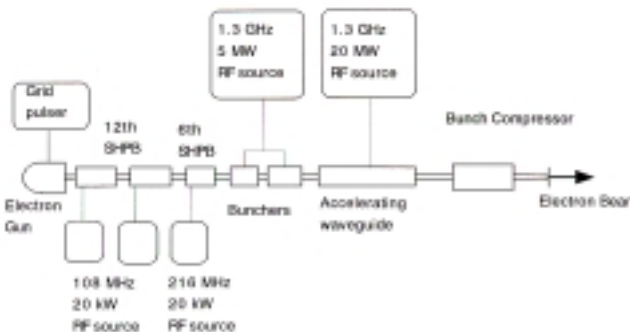 1.3 GHz
5 MW
RF source
1.3 GHz
20 MW
RF source
Grid
pulser
12th
SHPB
6th
SHPB
Bunch Compressor
Electron
Gun
Bunchers
Accelerating
waveguide
Electron Bear
108 MHz
20 kW
RF source
216 MHz
20 kW
RF source